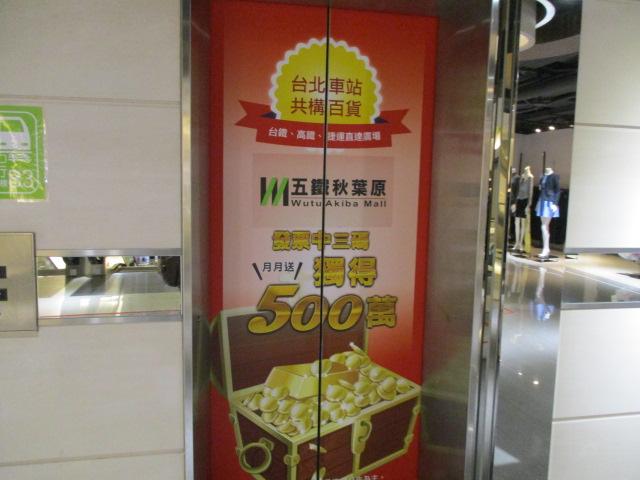 台北車站
共構百貨
台鐵、高鐵、捷運直達廣場
五鐵秋葉原
Wutu Akiba Mall
發票中三碼
月月送
獨得
500萬